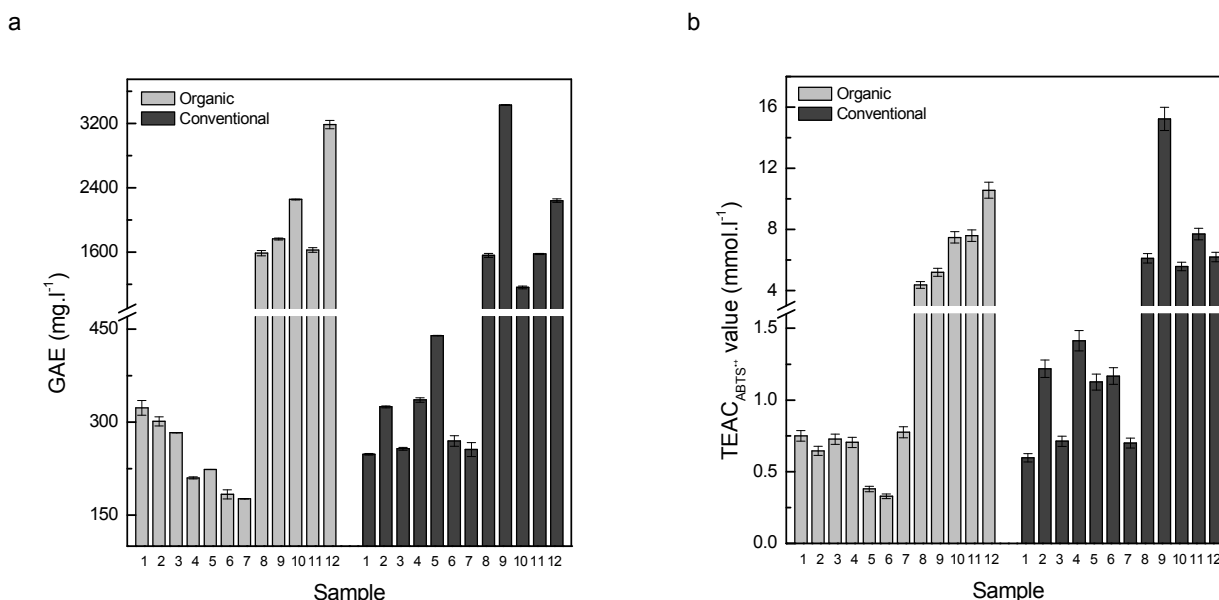 a
Organic
Conventional
3200
2400
1600
450
300
150
GAE (mg.l⁻¹)
1 2 3 4 5 6 7 8 9 10 11 12 1 2 3 4 5 6 7 8 9 10 11 12
Sample
b
Organic
Conventional
16
12
8
4
1.5
1.0
0.5
0.0
TEAC ABTS•+ value (mmol.l⁻¹)
1 2 3 4 5 6 7 8 9 10 11 12 1 2 3 4 5 6 7 8 9 10 11 12
Sample